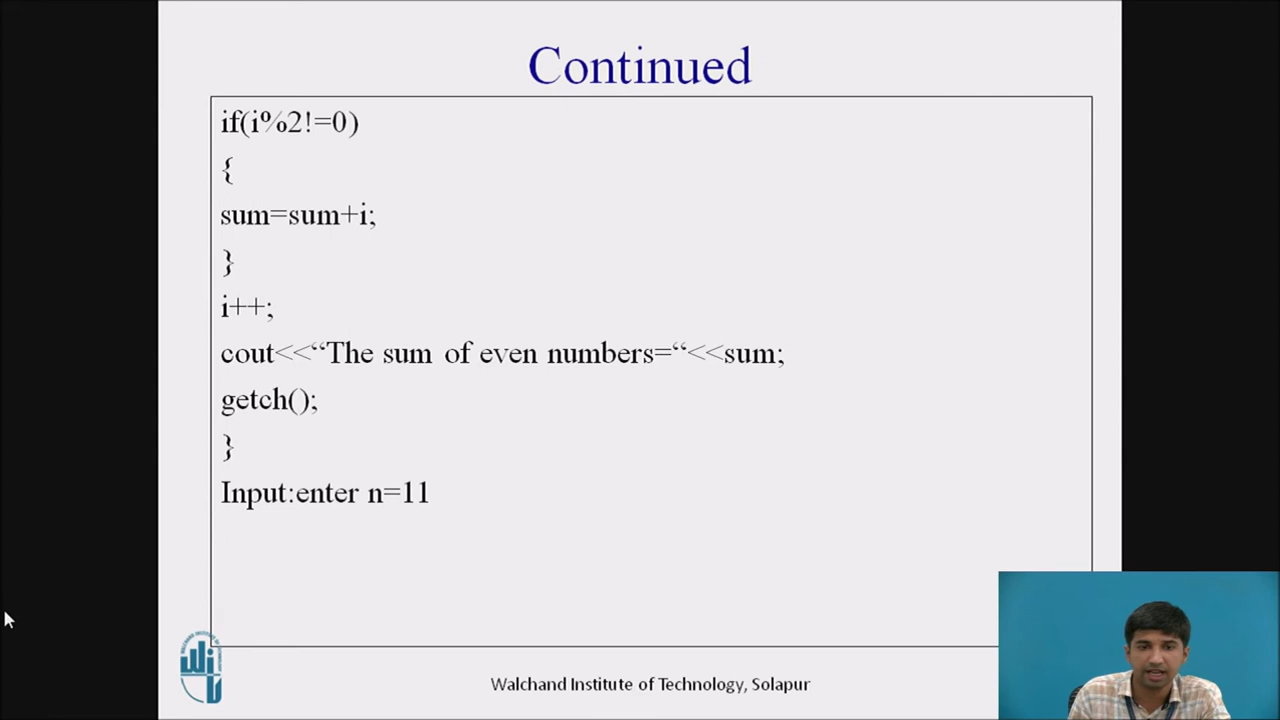 Continued
if(i%2!=0)
{
sum=sum+i;
}
i++;
cout<<“The sum of even numbers=“<<sum;
getch();
}
Input:enter n=11
Walchand Institute of Technology, Solapur